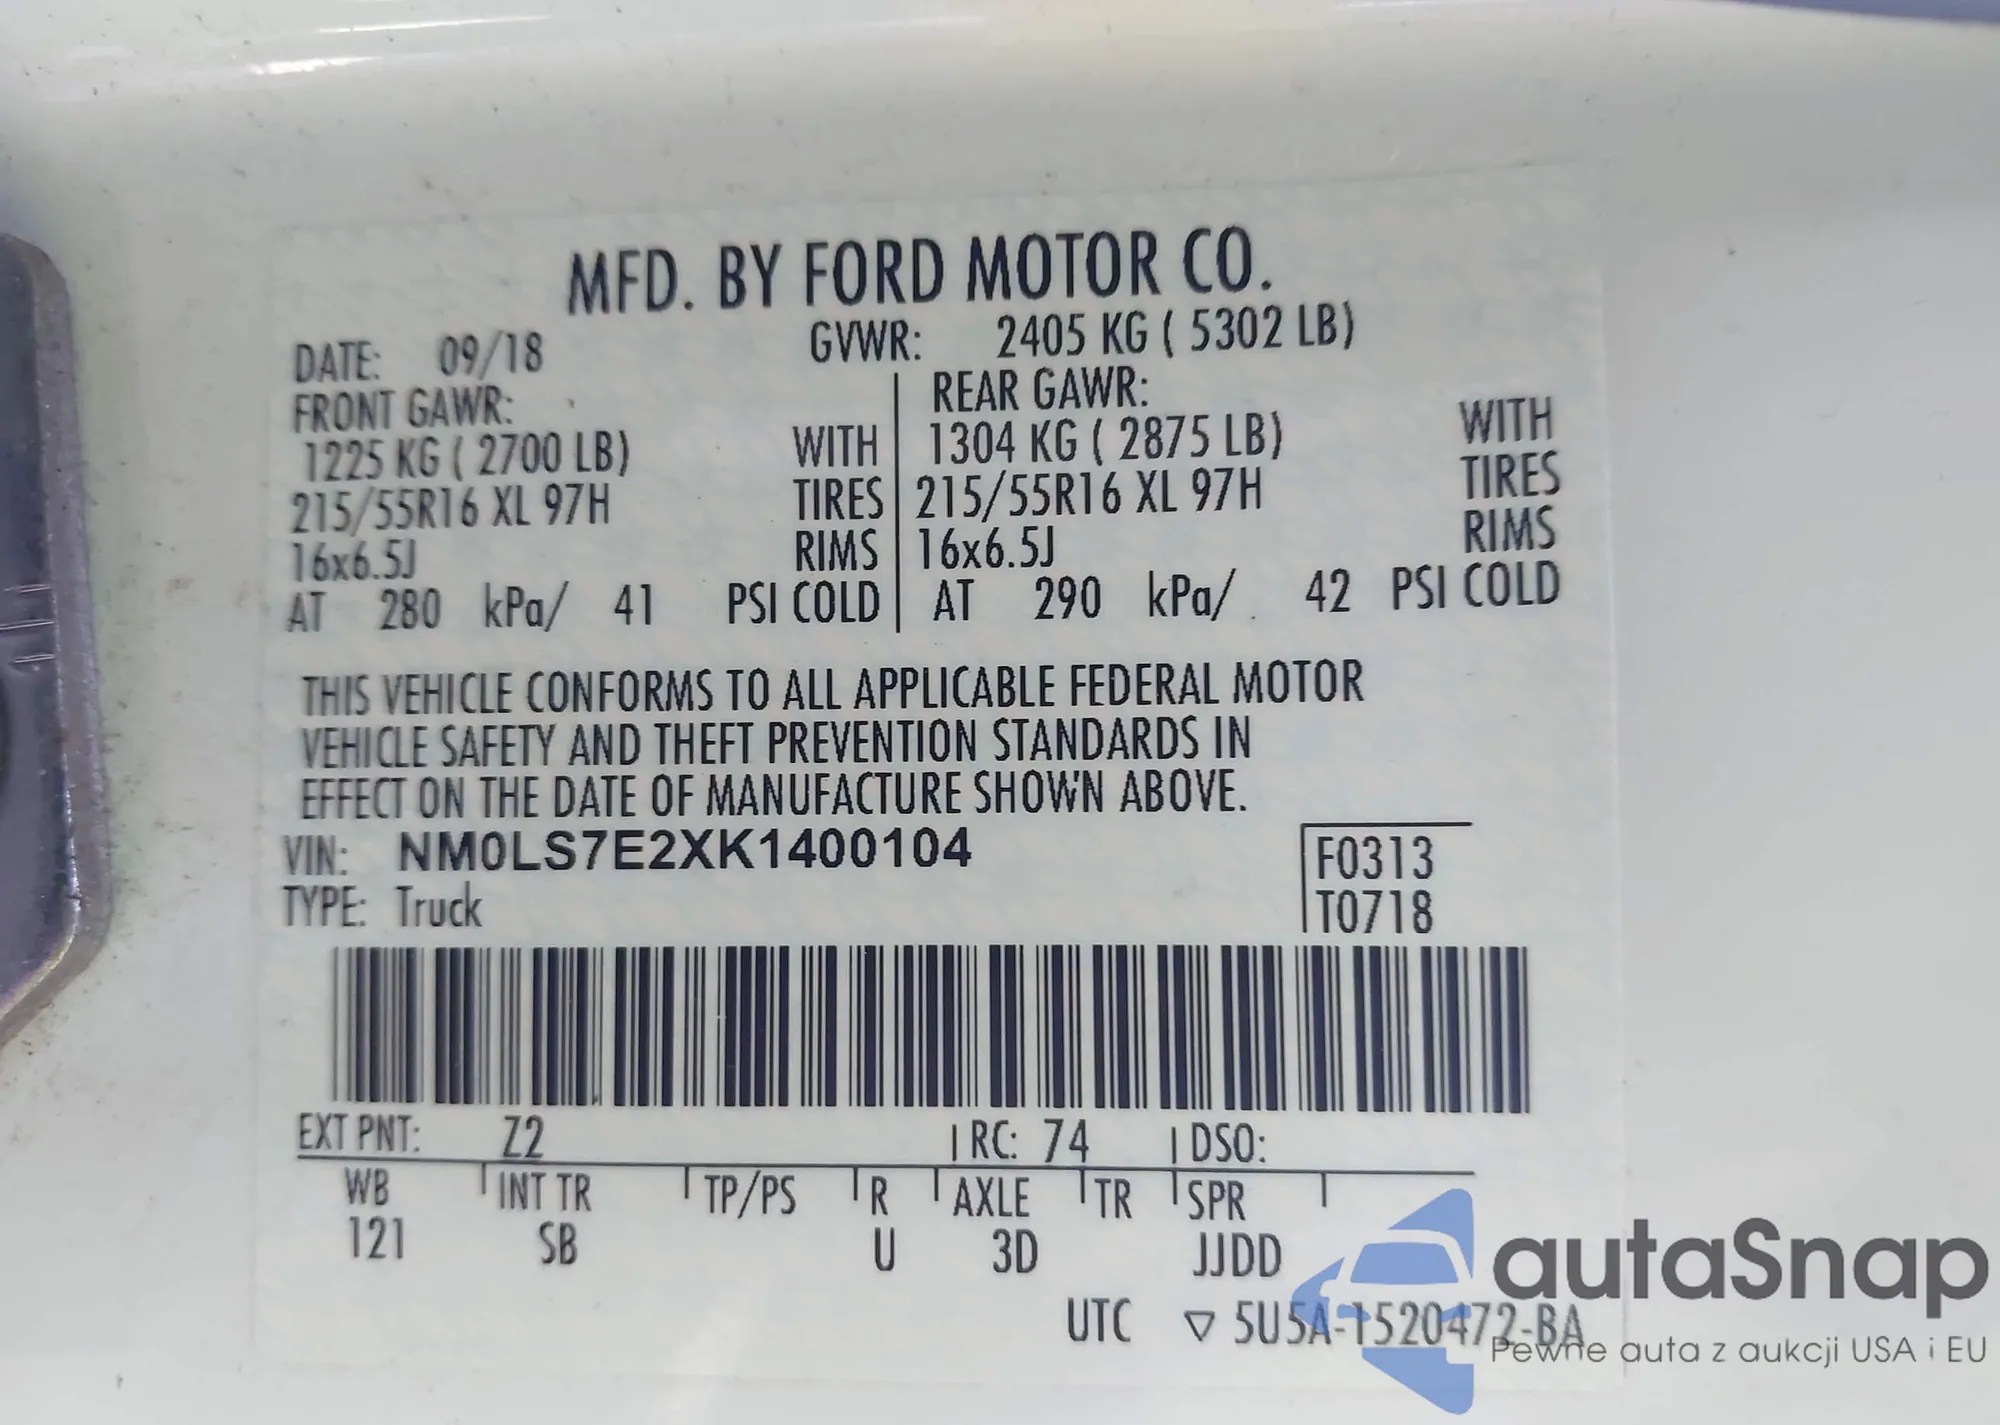 MFD. BY FORD MOTOR CO.
DATE: 09/18 GVWR: 2405 KG ( 5302 LB)
FRONT GAWR: REAR GAWR:
1225 KG ( 2700 LB) WITH 1304 KG ( 2875 LB) WITH
215/55R16 XL 97H TIRES 215/55R16 XL 97H TIRES
16x6.5J RIMS 16x6.5J RIMS
AT 280 kPa/ 41 PSI COLD AT 290 kPa/ 42 PSI COLD
THIS VEHICLE CONFORMS TO ALL APPLICABLE FEDERAL MOTOR
VEHICLE SAFETY AND THEFT PREVENTION STANDARDS IN
EFFECT ON THE DATE OF MANUFACTURE SHOWN ABOVE.
VIN: NM0LS7E2XK1400104 F0313
TYPE: Truck T0718
EXT PNT: Z2 RC: 74 DSO:
WB INT TR TP/PS R AXLE TR SPR
121 SB U 3D JJDD
UTC ▽ 5U5A-1520472-BA
autaSnap
Pewne auta z aukcji USA i EU